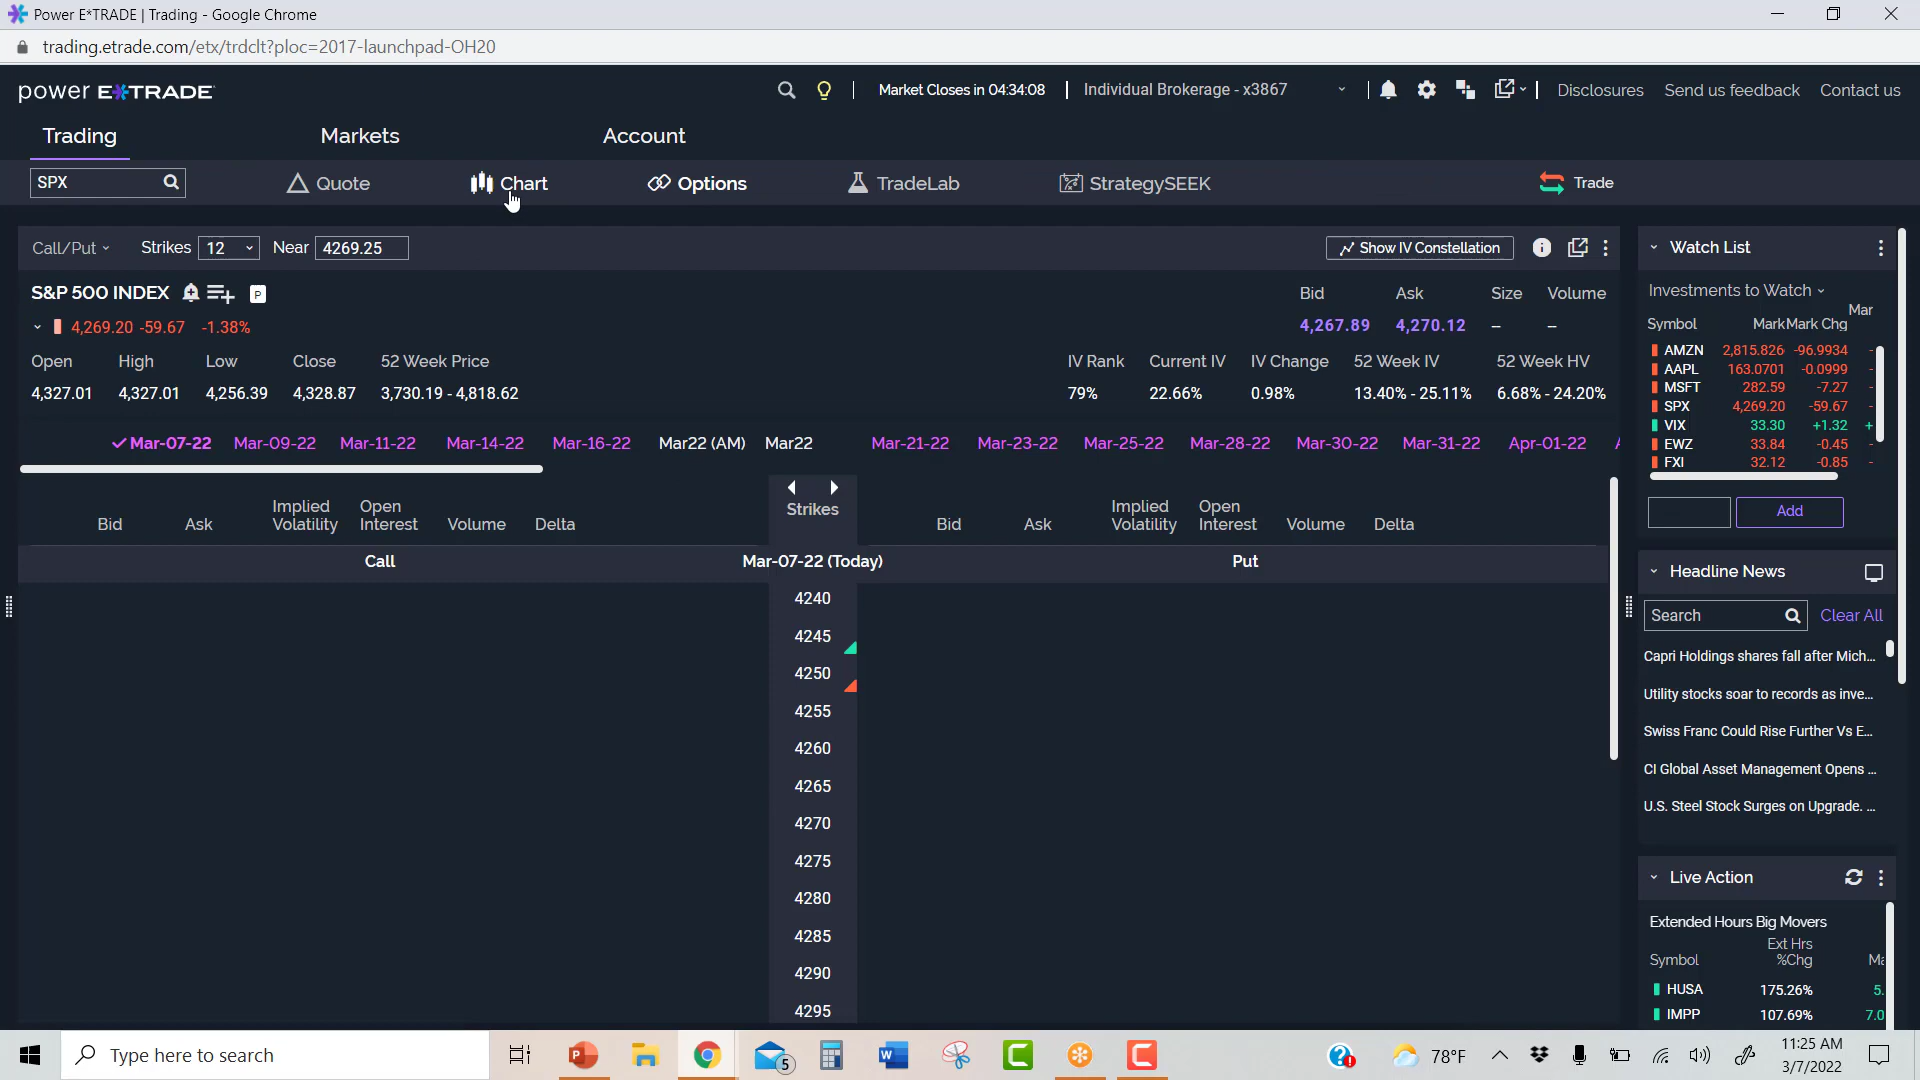 Power E*TRADE | Trading - Google Chrome
trading.etrade.com/etx/trdclt?ploc=2017-launchpad-OH20
power E*TRADE
Market Closes in 04:34:08
Individual Brokerage - x3867
Disclosures
Send us feedback
Contact us
Trading
Markets
Account
SPX
Quote
Chart
Options
TradeLab
StrategySEEK
Trade
Call/Put
Strikes
12
Near
4269.25
Show IV Constellation
S&P 500 INDEX
P
Bid Ask Size Volume
4,269.20 -59.67 -1.38%
4,267.89 4,270.12 – –
Open High Low Close 52 Week Price
IV Rank Current IV IV Change 52 Week IV 52 Week HV
4,327.01 4,327.01 4,256.39 4,328.87 3,730.19 - 4,818.62
79% 22.66% 0.98% 13.40% - 25.11% 6.68% - 24.20%
Mar-07-22 Mar-09-22 Mar-11-22 Mar-14-22 Mar-16-22 Mar22 (AM) Mar22 Mar-21-22 Mar-23-22 Mar-25-22 Mar-28-22 Mar-30-22 Mar-31-22 Apr-01-22
Bid Ask Implied Volatility Open Interest Volume Delta
Strikes
Bid Ask Implied Volatility Open Interest Volume Delta
Call
Mar-07-22 (Today)
Put
4240
4245
4250
4255
4260
4265
4270
4275
4280
4285
4290
4295
Watch List
Investments to Watch
Mar
Symbol Mark Mark Chg
AMZN 2,815.826 -96.9934 -
AAPL 163.0701 -0.0999 -
MSFT 282.59 -7.27 -
SPX 4,269.20 -59.67 -
VIX 33.30 +1.32 +
EWZ 33.84 -0.45 -
FXI 32.12 -0.85 -
Add
Headline News
Search
Clear All
Capri Holdings shares fall after Mich...
Utility stocks soar to records as inve...
Swiss Franc Could Rise Further Vs E...
CI Global Asset Management Opens ...
U.S. Steel Stock Surges on Upgrade. ...
Live Action
Extended Hours Big Movers
Ext Hrs
Symbol %Chg
HUSA 175.26% 5.
IMPP 107.69% 7.0
Type here to search
5
78°F
11:25 AM
3/7/2022